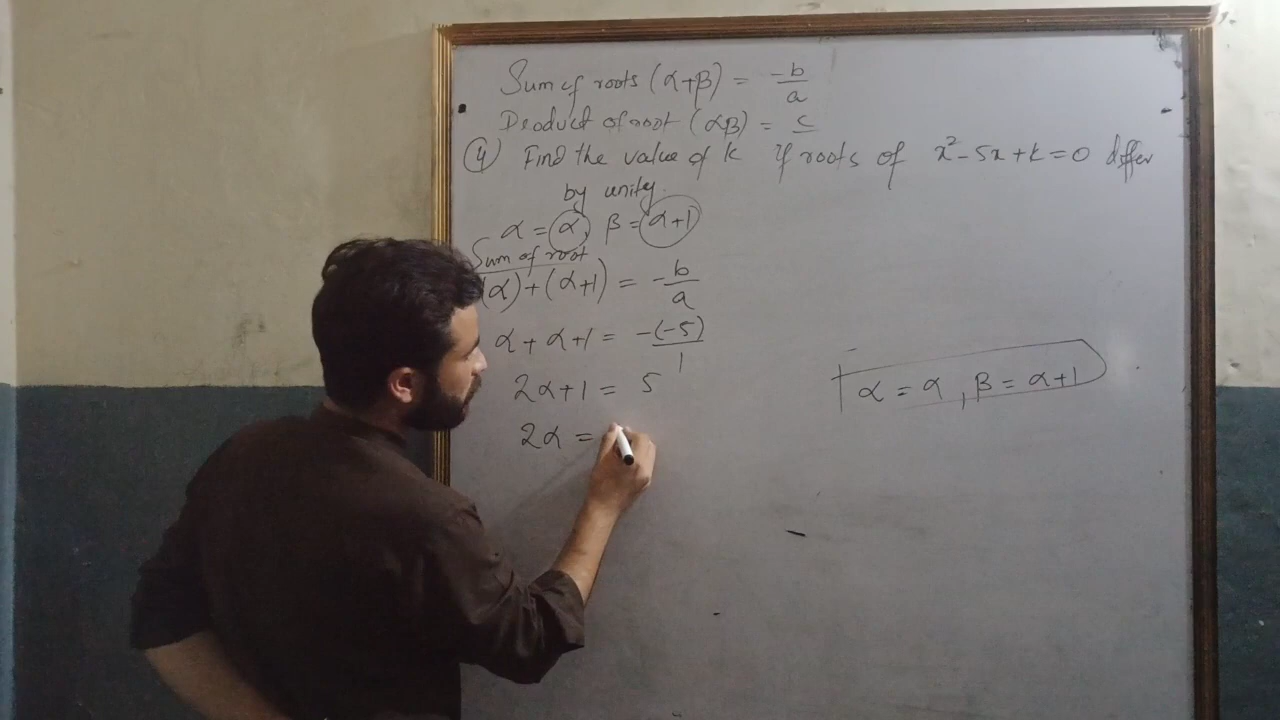 Sum of roots (α+β) = -b/a
Product of root (αβ) = c
④ Find the value of k if roots of x²-5x+k=0 differ
by unity.
α = α, β = α+1
Sum of root
(α)+(α+1) = -b/a
α + α+1 = -(-5)/1
2α+1 = 5
2α =
α = α, β = α+1